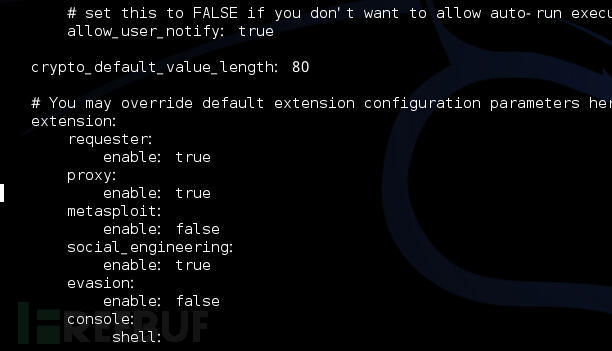 # set this to FALSE if you don't want to allow auto-run execu
allow_user_notify: true
crypto_default_value_length: 80
# You may override default extension configuration parameters her
extension:
requester:
enable: true
proxy:
enable: true
metasploit:
enable: false
social_engineering:
enable: true
evasion:
enable: false
console:
shell:
FREEBUF